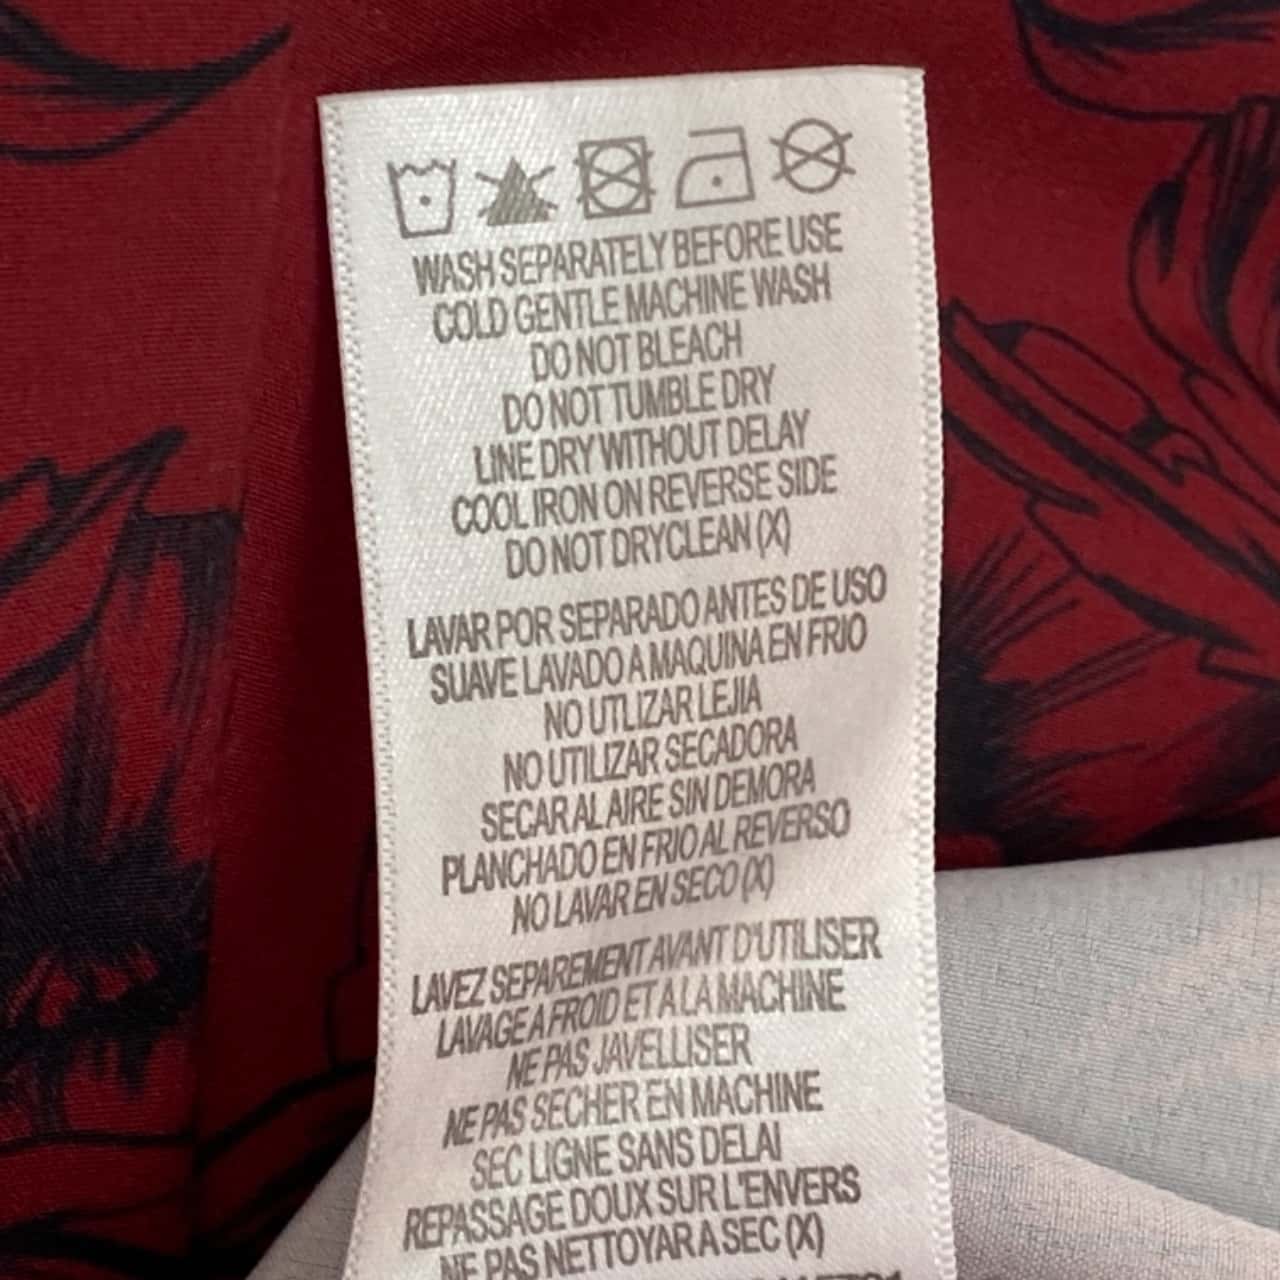 WASH SEPARATELY BEFORE USE
COLD GENTLE MACHINE WASH
DO NOT BLEACH
DO NOT TUMBLE DRY
LINE DRY WITHOUT DELAY
COOL IRON ON REVERSE SIDE
DO NOT DRYCLEAN (X)
LAVAR POR SEPARADO ANTES DE USO
SUAVE LAVADO A MAQUINA EN FRIO
NO UTLIZAR LEJIA
NO UTILIZAR SECADORA
SECAR AL AIRE SIN DEMORA
PLANCHADO EN FRIO AL REVERSO
NO LAVAR EN SECO (X)
LAVEZ SEPAREMENT AVANT D'UTILISER
LAVAGE A FROID ET A LA MACHINE
NE PAS JAVELLISER
NE PAS SECHER EN MACHINE
SEC LIGNE SANS DELAI
REPASSAGE DOUX SUR L'ENVERS
NE PAS NETTOYAR A SEC (X)